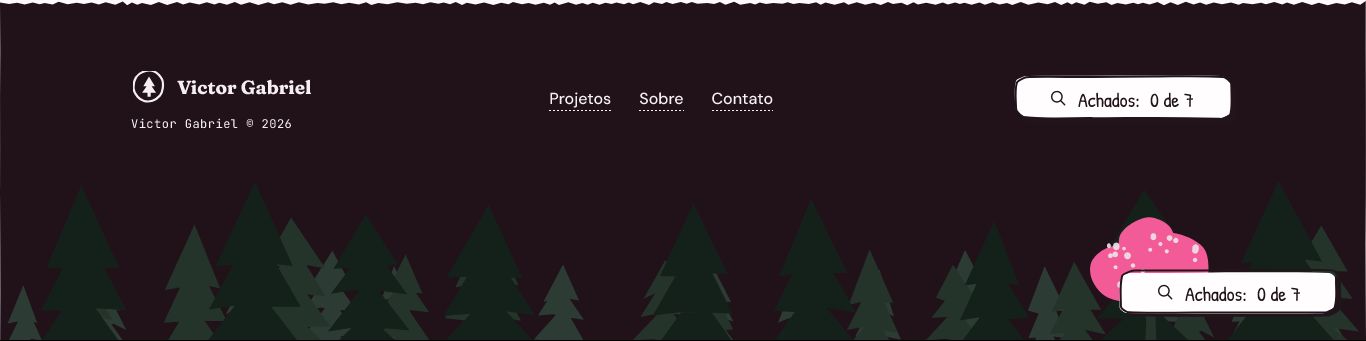 Victor Gabriel
Victor Gabriel © 2026
Projetos
Sobre
Contato
Achados: 0 de 7
Achados: 0 de 7